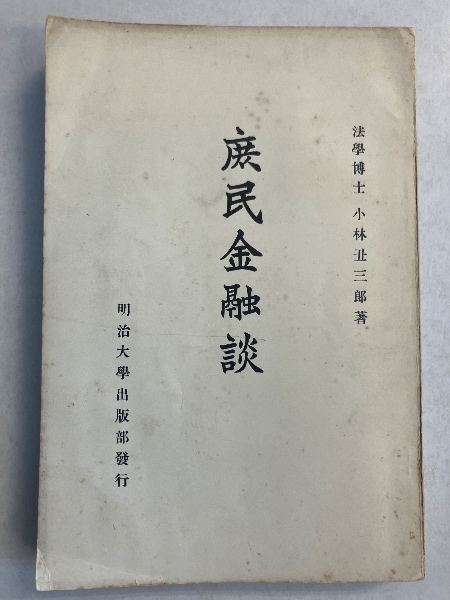 法學博士 小林丑三郎著
庶民金融談
明治大學出版部發行